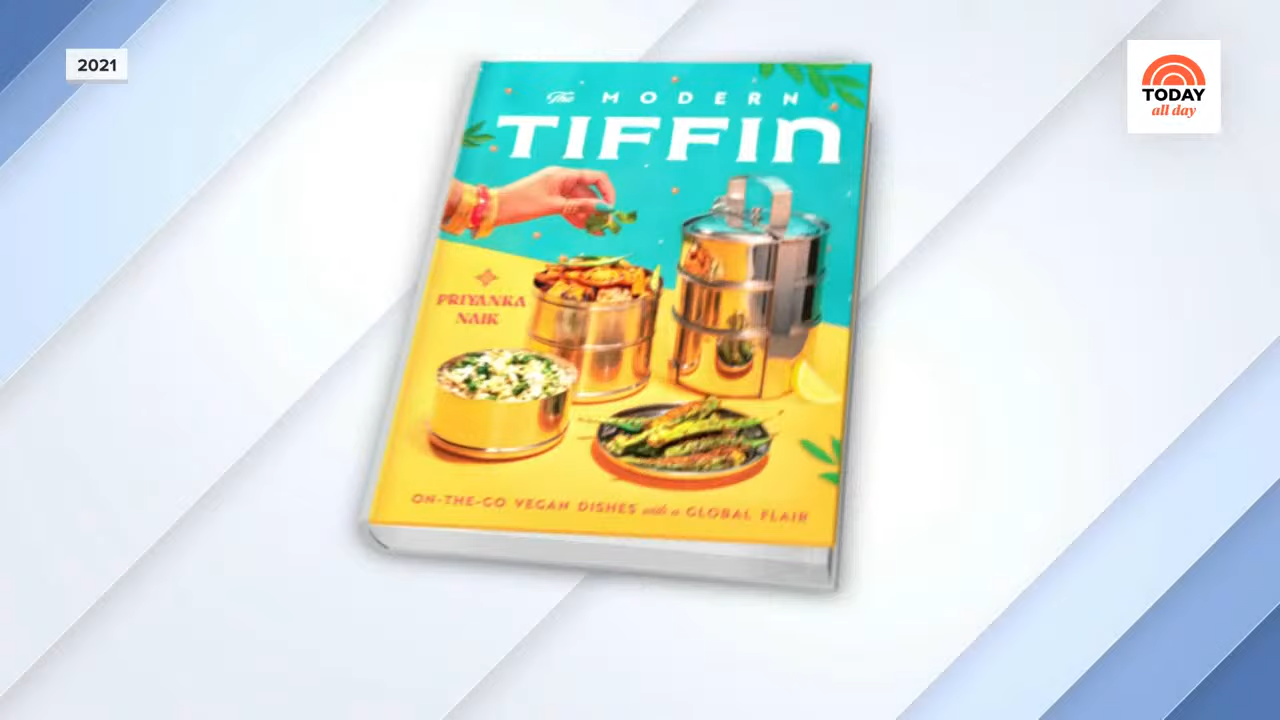 2021
TODAY
all day
The MODERN
TIFFIN
PRIYANKA
NAIK
ON-THE-GO VEGAN DISHES with a GLOBAL FLAIR